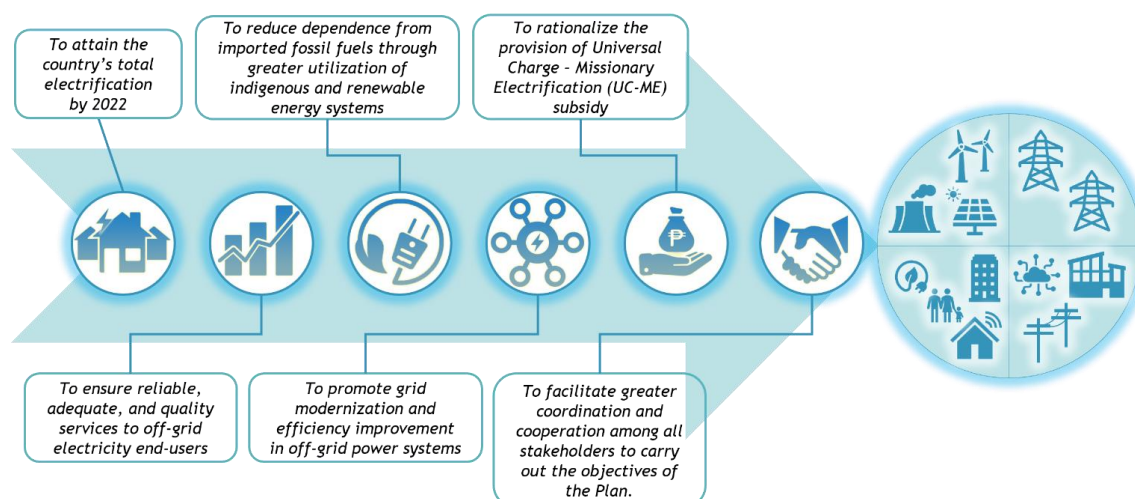 To attain the
country's total
electrification
by 2022
To reduce dependence from
imported fossil fuels through
greater utilization of
indigenous and renewable
energy systems
To rationalize the
provision of Universal
Charge – Missionary
Electrification (UC-ME)
subsidy
₱
To ensure reliable,
adequate, and quality
services to off-grid
electricity end-users
To promote grid
modernization and
efficiency improvement
in off-grid power systems
To facilitate greater
coordination and
cooperation among all
stakeholders to carry
out the objectives of
the Plan.